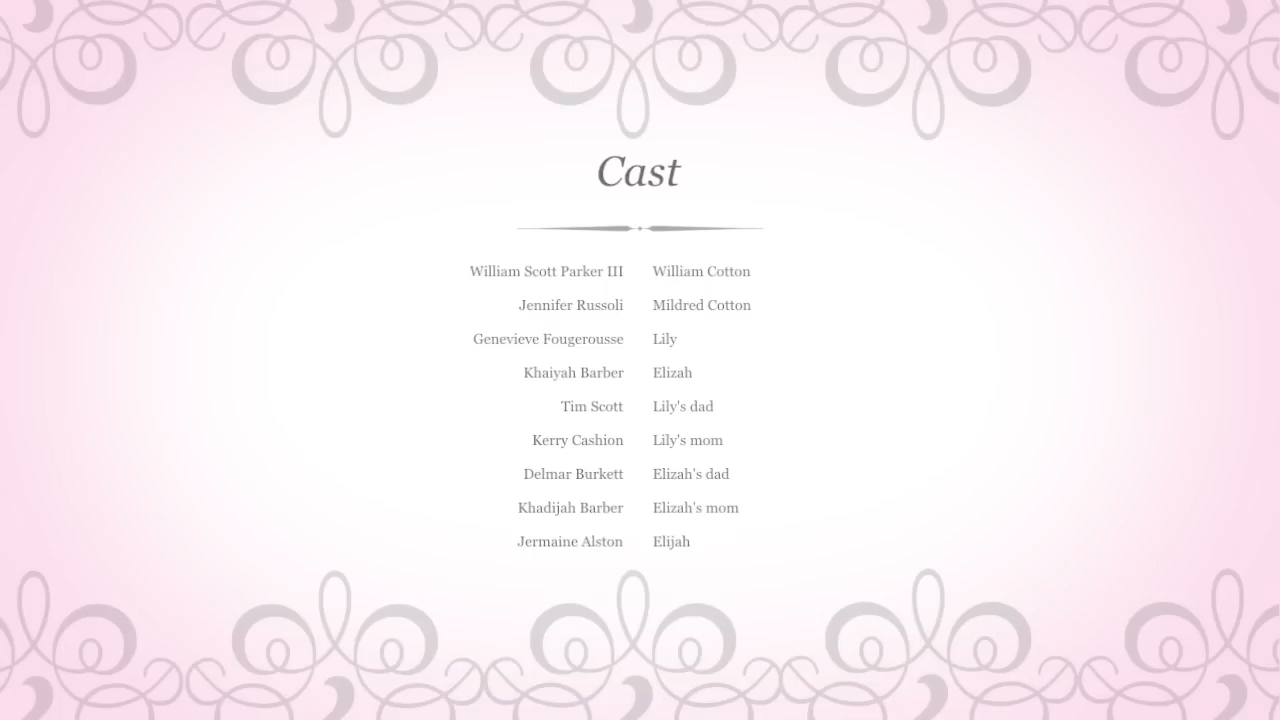 Cast
William Scott Parker III William Cotton
Jennifer Russoli Mildred Cotton
Genevieve Fougerousse Lily
Khaiyah Barber Elizah
Tim Scott Lily's dad
Kerry Cashion Lily's mom
Delmar Burkett Elizah's dad
Khadijah Barber Elizah's mom
Jermaine Alston Elijah